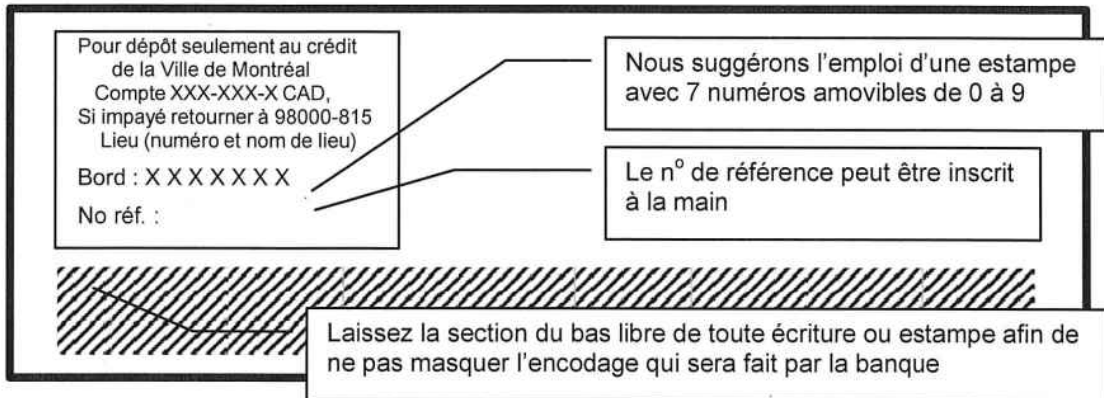 Pour dépôt seulement au crédit
de la Ville de Montréal
Compte XXX-XXX-X CAD,
Si impayé retourner à 98000-815
Lieu (numéro et nom de lieu)
Bord : X X X X X X X
No réf. :
Nous suggérons l’emploi d’une estampe
avec 7 numéros amovibles de 0 à 9
Le nº de référence peut être inscrit
à la main
Laissez la section du bas libre de toute écriture ou estampe afin de
ne pas masquer l’encodage qui sera fait par la banque